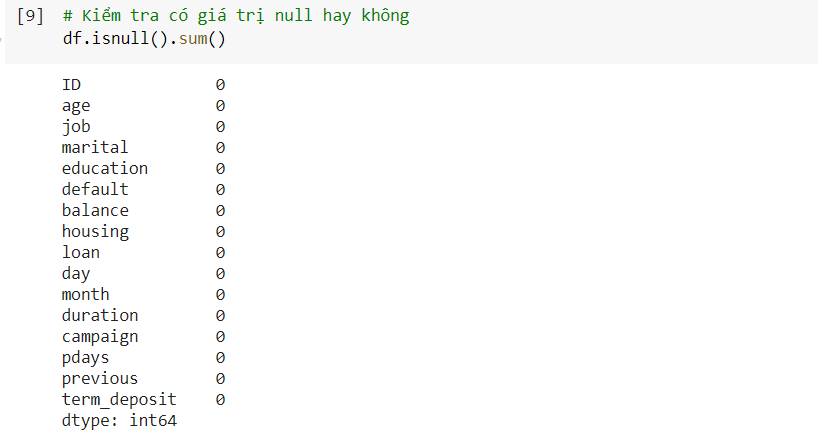 [9] # Kiểm tra có giá trị null hay không
df.isnull().sum()
ID 0
age 0
job 0
marital 0
education 0
default 0
balance 0
housing 0
loan 0
day 0
month 0
duration 0
campaign 0
pdays 0
previous 0
term_deposit 0
dtype: int64